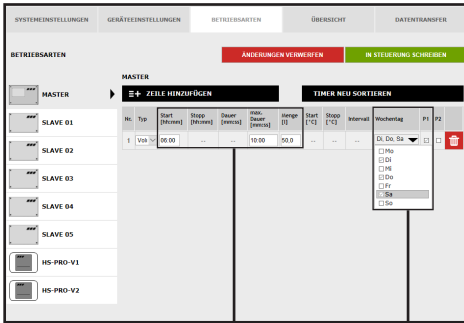 SYSTEMEINSTELLUNGEN GERÄTEEINSTELLUNGEN BETRIEBSARTEN ÜBERSICHT DATENTRANSFER
BETRIEBSARTEN ÄNDERUNGEN VERWERFEN IN STEUERUNG SCHREIBEN
MASTER
MASTER
ZEILE HINZUFÜGEN TIMER NEU SORTIEREN
Nr. Typ Start [hh:mm] Stopp [hh:mm] Dauer [mm:ss] max. Dauer [mm:ss] Menge [l] Start [°C] Stopp [°C] Intervall Wochentag P1 P2
1 Vol 06:00 ... ... 10:00 50,0 ... ... ... Di, Do, Sa
Mo
Di
Mi
Do
Fr
Sa
So
SLAVE 01
SLAVE 02
SLAVE 03
SLAVE 04
SLAVE 05
HS-PRO-V1
HS-PRO-V2